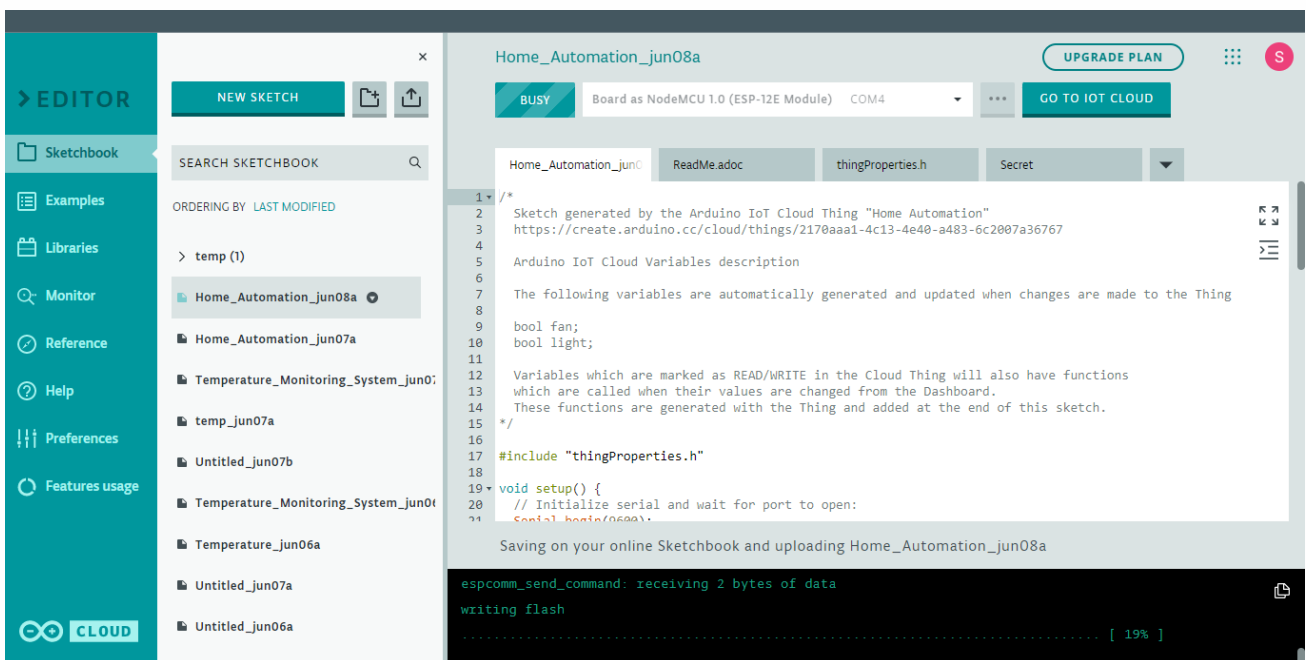 EDITOR
Sketchbook
Examples
Libraries
Monitor
Reference
Help
Preferences
Features usage
CLOUD
×
NEW SKETCH
SEARCH SKETCHBOOK
ORDERING BY LAST MODIFIED
temp (1)
Home_Automation_jun08a
Home_Automation_jun07a
Temperature_Monitoring_System_jun07
temp_jun07a
Untitled_jun07b
Temperature_Monitoring_System_jun06
Temperature_jun06a
Untitled_jun07a
Untitled_jun06a
Home_Automation_jun08a
UPGRADE PLAN
S
BUSY
Board as NodeMCU 1.0 (ESP-12E Module) COM4
...
GO TO IOT CLOUD
Home_Automation_jun0 ReadMe.adoc thingProperties.h Secret
1 /*
2 Sketch generated by the Arduino IoT Cloud Thing "Home Automation"
3 https://create.arduino.cc/cloud/things/2170aaa1-4c13-4e40-a483-6c2007a36767
4
5 Arduino IoT Cloud Variables description
6
7 The following variables are automatically generated and updated when changes are made to the Thing
8
9 bool fan;
10 bool light;
11
12 Variables which are marked as READ/WRITE in the Cloud Thing will also have functions
13 which are called when their values are changed from the Dashboard.
14 These functions are generated with the Thing and added at the end of this sketch.
15 */
16
17 #include "thingProperties.h"
18
19 void setup() {
20 // Initialize serial and wait for port to open:
21 Serial.begin(9600);
Saving on your online Sketchbook and uploading Home_Automation_jun08a
espcomm_send_command: receiving 2 bytes of data
writing flash
................................................................................ [ 19% ]